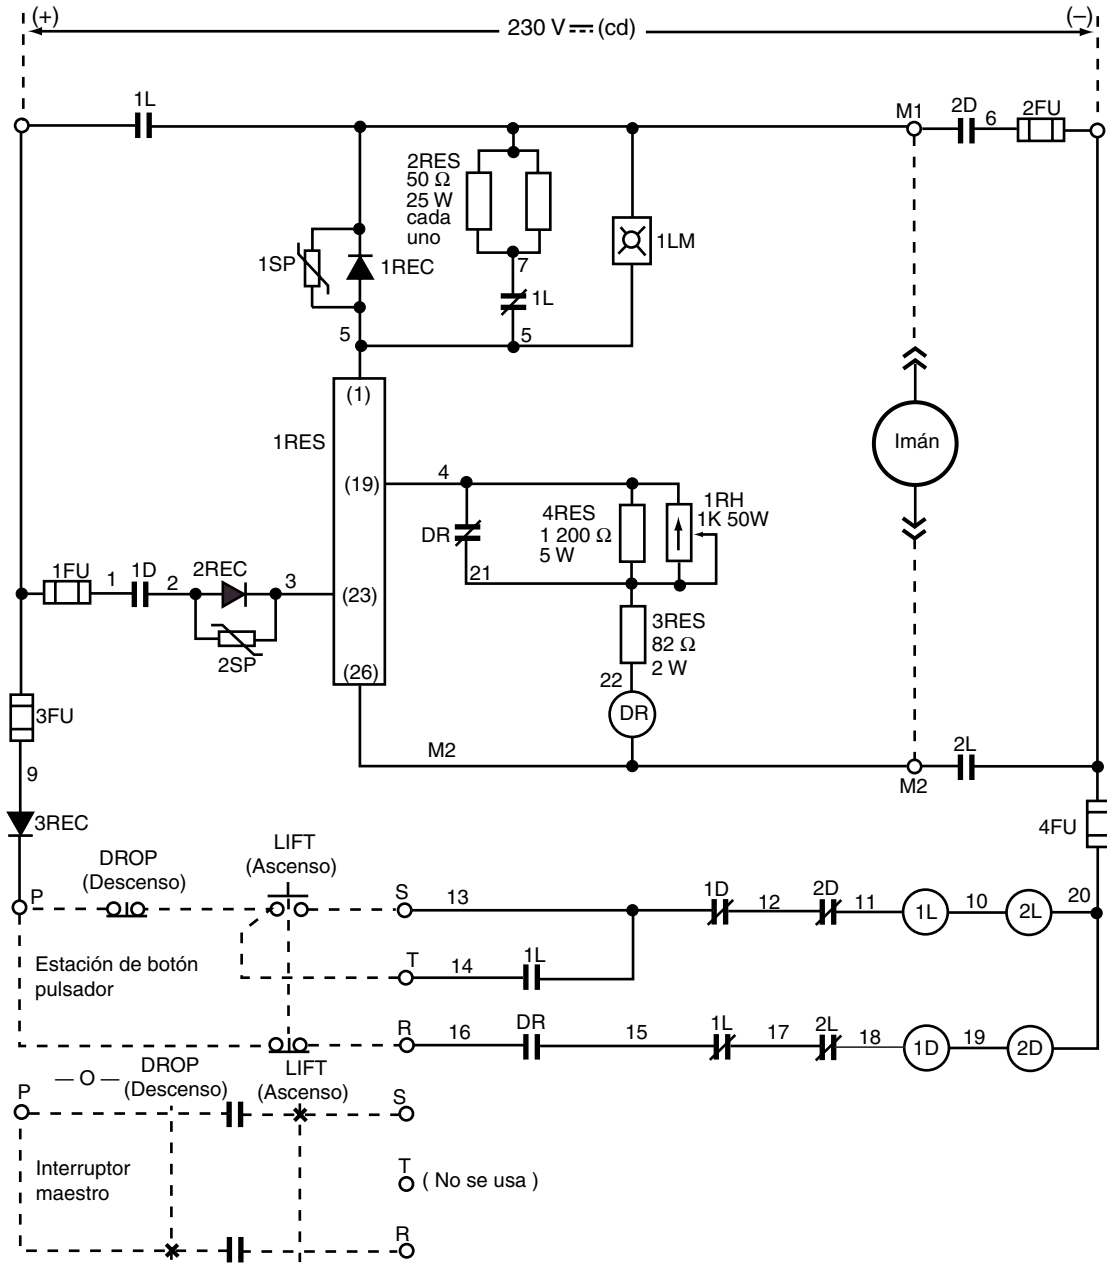 (+)
230 V (cd)
(–)
1L
M1
2D
6
2FU
2RES
50 Ω
25 W
cada
uno
1SP
1REC
1LM
7
1L
5
5
(1)
1RES
Imán
(19)
4
DR
4RES
1 200 Ω
5 W
1RH
1K 50W
21
1FU
1
1D
2
2REC
3
(23)
2SP
3RES
82 Ω
2 W
(26)
22
DR
3FU
M2
2L
M2
9
3REC
4FU
LIFT
(Ascenso)
DROP
(Descenso)
P
S
13
1D
12
2D
11
1L
10
2L
20
T
14
1L
Estación de botón
pulsador
R
16
DR
15
1L
17
2L
18
1D
19
2D
— O —
DROP
(Descenso)
LIFT
(Ascenso)
P
S
Interruptor
maestro
T
( No se usa )
R